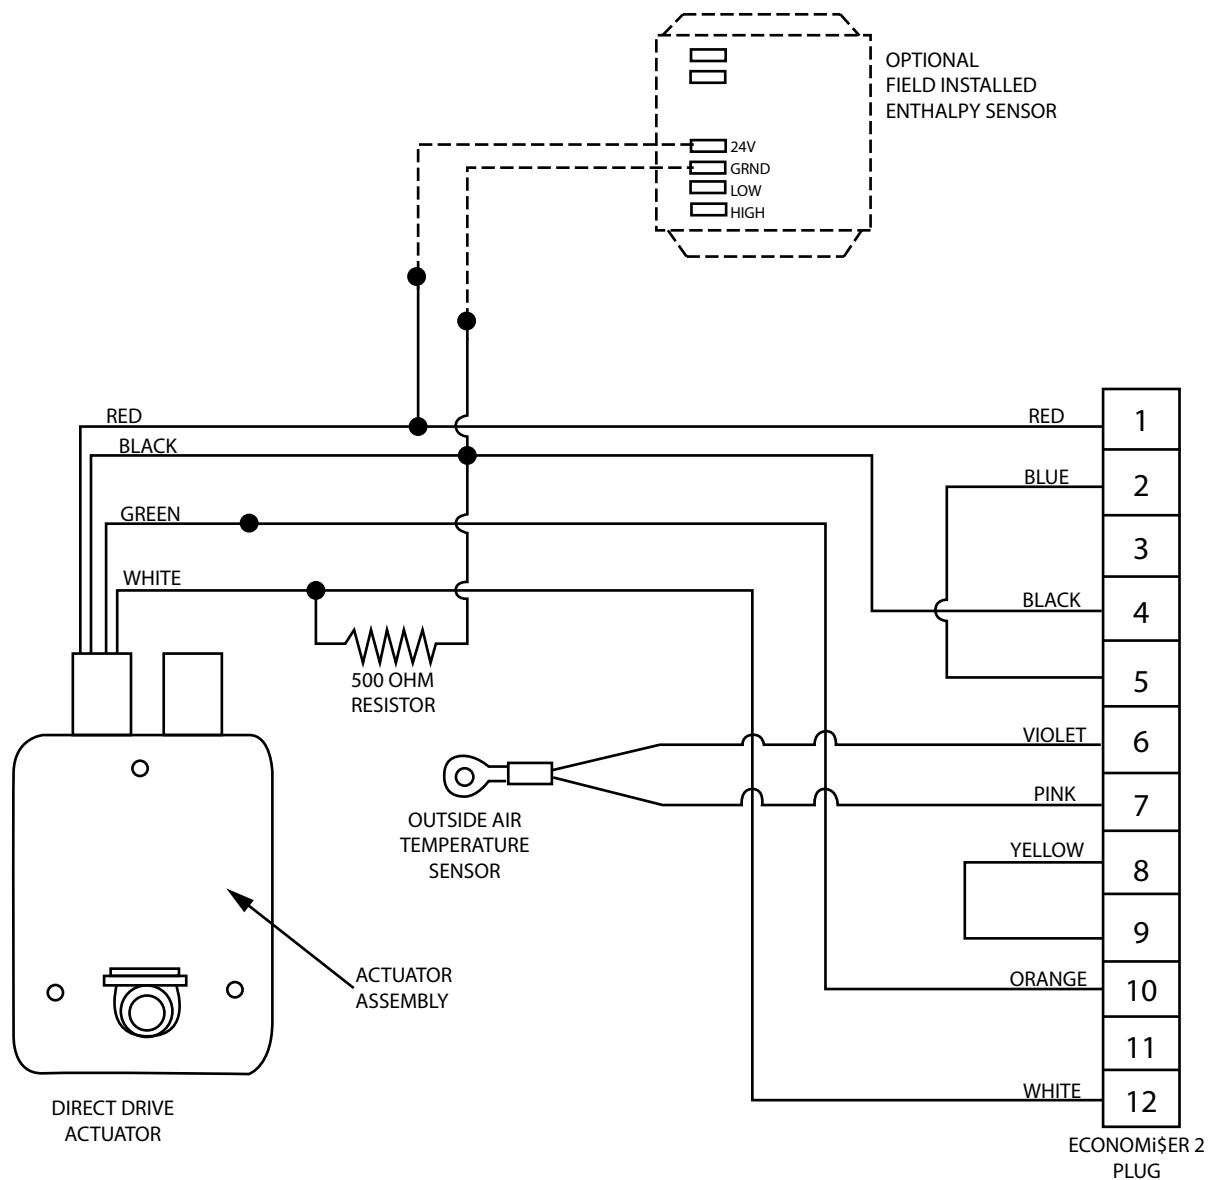 OPTIONAL
FIELD INSTALLED
ENTHALPY SENSOR
24V
GRND
LOW
HIGH
RED
BLACK
GREEN
WHITE
500 OHM
RESISTOR
RED
1
BLUE
2
3
BLACK
4
5
VIOLET
6
PINK
7
YELLOW
8
9
ORANGE
10
11
WHITE
12
OUTSIDE AIR
TEMPERATURE
SENSOR
ACTUATOR
ASSEMBLY
DIRECT DRIVE
ACTUATOR
ECONOMi$ER 2
PLUG